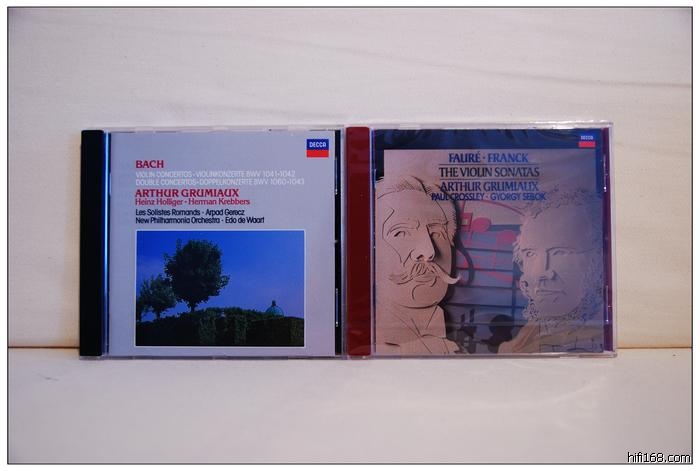 DECCA
BACH
VIOLIN CONCERTOS · VIOLINKONZERTE BWV 1041-1042
DOUBLE CONCERTOS · DOPPELKONZERTE BWV 1060-1043
ARTHUR GRUMIAUX
Heinz Holliger · Herman Krebbers
Les Solistes Romands · Arpad Gerecz
New Philharmonia Orchestra · Edo de Waart
DECCA
FAURÉ · FRANCK
THE VIOLIN SONATAS
ARTHUR GRUMIAUX
PAUL CROSSLEY · GYORGY SEBOK
hifi168.com